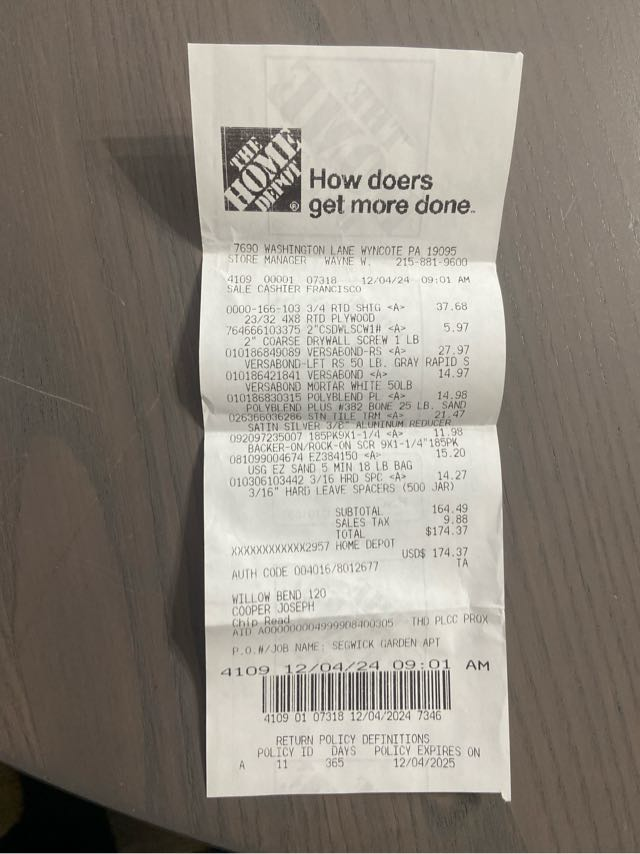 THE
HOME
DEPOT
®
How doers
get more done™
7690 WASHINGTON LANE WYNCOTE PA 19095
STORE MANAGER WAYNE W. 215-881-9600
4109 00001 07318 12/04/24 09:01 AM
SALE CASHIER FRANCISCO
0000-166-103 3/4 RTD SHTG <A> 37.68
23/32 4X8 RTD PLYWOOD
764666103375 2"CSDWLSCW1# <A> 5.97
2" COARSE DRYWALL SCREW 1 LB
010186849089 VERSABOND-RS <A> 27.97
VERSABOND-LFT RS 50 LB. GRAY RAPID S
010186421841 VERSABOND <A> 14.97
VERSABOND MORTAR WHITE 50LB
010186830315 POLYBLEND PL <A> 14.98
POLYBLEND PLUS #382 BONE 25 LB. SAND
026356036286 STN TILE TRM <A> 21.47
SATIN SILVER 3/8" ALUMINUM REDUCER
092097235007 185PK9X1-1/4 <A> 11.98
BACKER-ON/ROCK-ON SCR 9X1-1/4"185PK
081099004674 EZ384150 <A> 15.20
USG EZ SAND 5 MIN 18 LB BAG
010306103442 3/16 HRD SPC <A> 14.27
3/16" HARD LEAVE SPACERS (500 JAR)
SUBTOTAL 164.49
SALES TAX 9.88
TOTAL $174.37
XXXXXXXXXXXX2957 HOME DEPOT
USD$ 174.37
AUTH CODE 004016/8012677 TA
WILLOW BEND 120
COOPER JOSEPH
Chip Read
AID A000000004999908400305 THD PLCC PROX
P.O.#/JOB NAME: SEGWICK GARDEN APT
4109 12/04/24 09:01 AM
4109 01 07318 12/04/2024 7346
RETURN POLICY DEFINITIONS
POLICY ID DAYS POLICY EXPIRES ON
A 11 365 12/04/2025